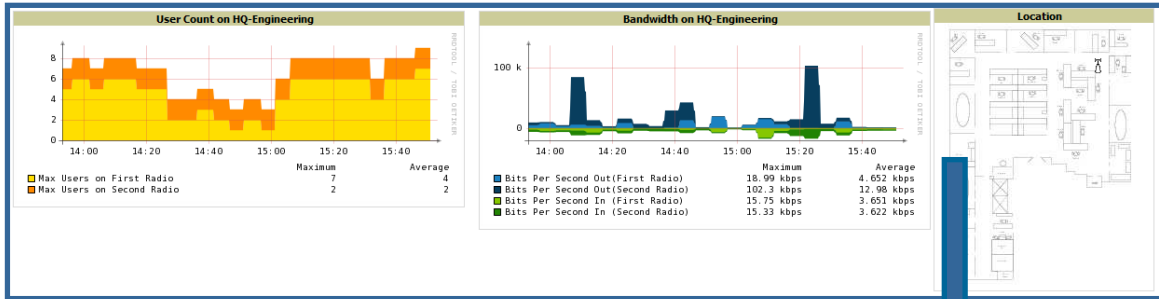 User Count on HQ-Engineering
8
6
4
2
0
14:00 14:20 14:40 15:00 15:20 15:40
RRDTOOL / TOBI OETIKER
Maximum Average
Max Users on First Radio 7 4
Max Users on Second Radio 2 2
Bandwidth on HQ-Engineering
100 k
0
14:00 14:20 14:40 15:00 15:20 15:40
RRDTOOL / TOBI OETIKER
Maximum Average
Bits Per Second Out(First Radio) 18.99 kbps 4.652 kbps
Bits Per Second Out(Second Radio) 102.3 kbps 12.98 kbps
Bits Per Second In (First Radio) 15.75 kbps 3.651 kbps
Bits Per Second In (Second Radio) 15.33 kbps 3.622 kbps
Location